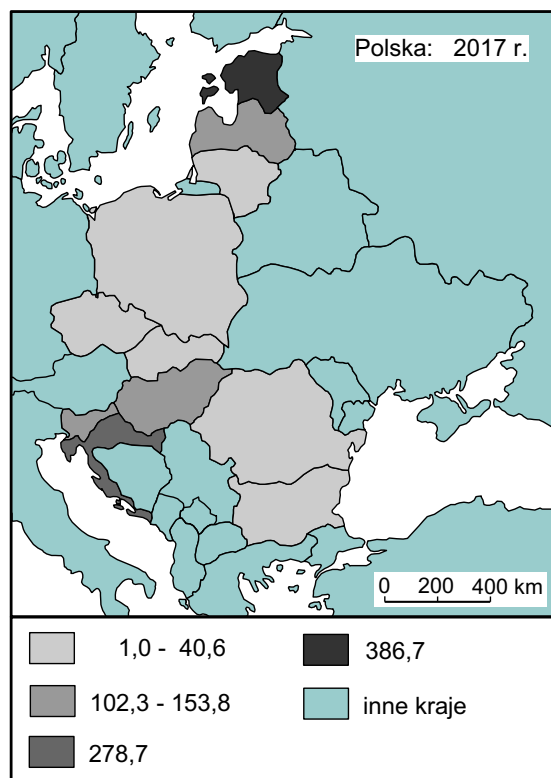 Polska: 2017 r.
0 200 400 km
1,0 - 40,6
102,3 - 153,8
278,7
386,7
inne kraje